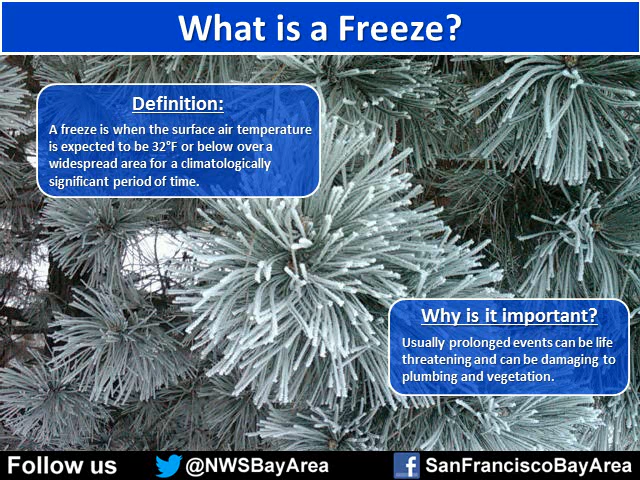 What is a Freeze?
Definition:
A freeze is when the surface air temperature
is expected to be 32°F or below over a
widespread area for a climatologically
significant period of time.
Why is it important?
Usually prolonged events can be life
threatening and can be damaging to
plumbing and vegetation.
Follow us @NWSBayArea f SanFranciscoBayArea